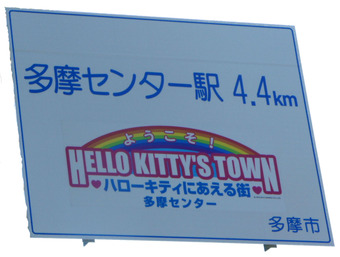 多摩センター駅 4.4km
ようこそ!
HELLO KITTY'S TOWN
ハローキティにあえる街
多摩センター
多摩市